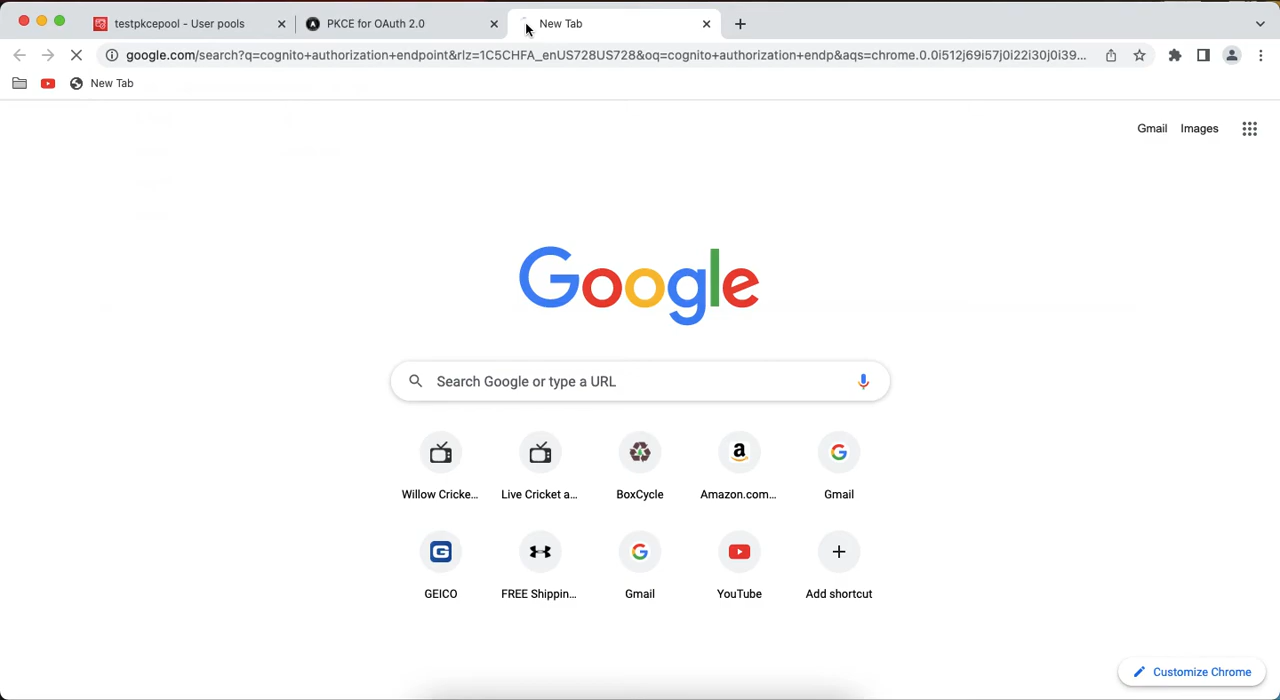 testpkcepool - User pools
PKCE for OAuth 2.0
New Tab
google.com/search?q=cognito+authorization+endpoint&rlz=1C5CHFA_enUS728US728&oq=cognito+authorization+endp&aqs=chrome.0.0i512j69i57j0i22i30j0i39...
New Tab
Gmail
Images
Google
Search Google or type a URL
Willow Cricke...
Live Cricket a...
BoxCycle
Amazon.com...
Gmail
GEICO
FREE Shippin...
Gmail
YouTube
Add shortcut
Customize Chrome